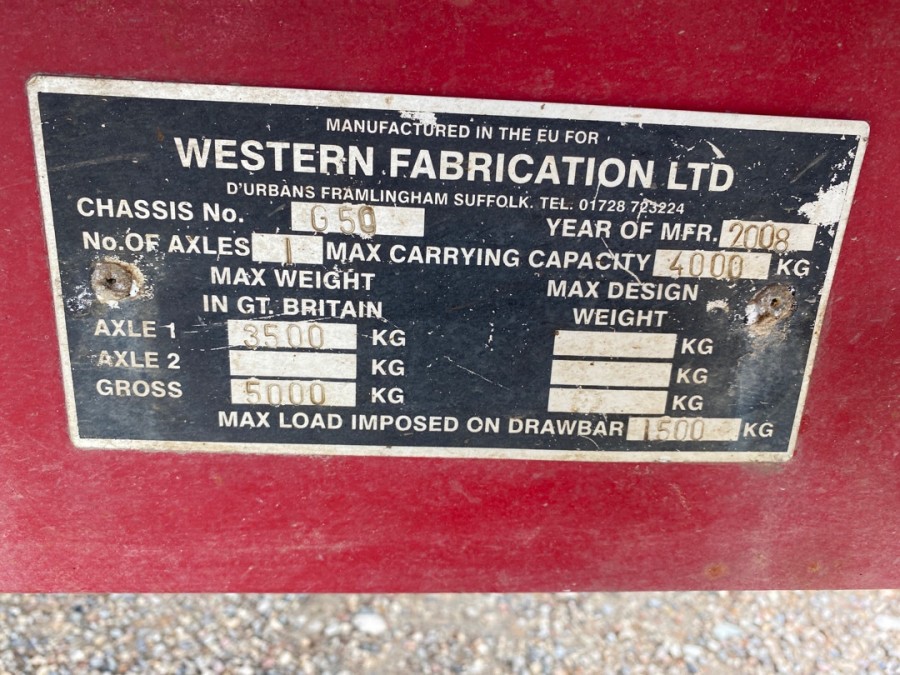 MANUFACTURED IN THE EU FOR
WESTERN FABRICATION LTD
D'URBANS FRAMLINGHAM SUFFOLK. TEL. 01728 723224
CHASSIS No. G50 YEAR OF MFR. 2008
No. OF AXLES 1 MAX CARRYING CAPACITY 4000 KG
MAX WEIGHT IN GT. BRITAIN MAX DESIGN WEIGHT
AXLE 1 3500 KG KG
AXLE 2 KG KG
GROSS 5000 KG KG
MAX LOAD IMPOSED ON DRAWBAR 1500 KG